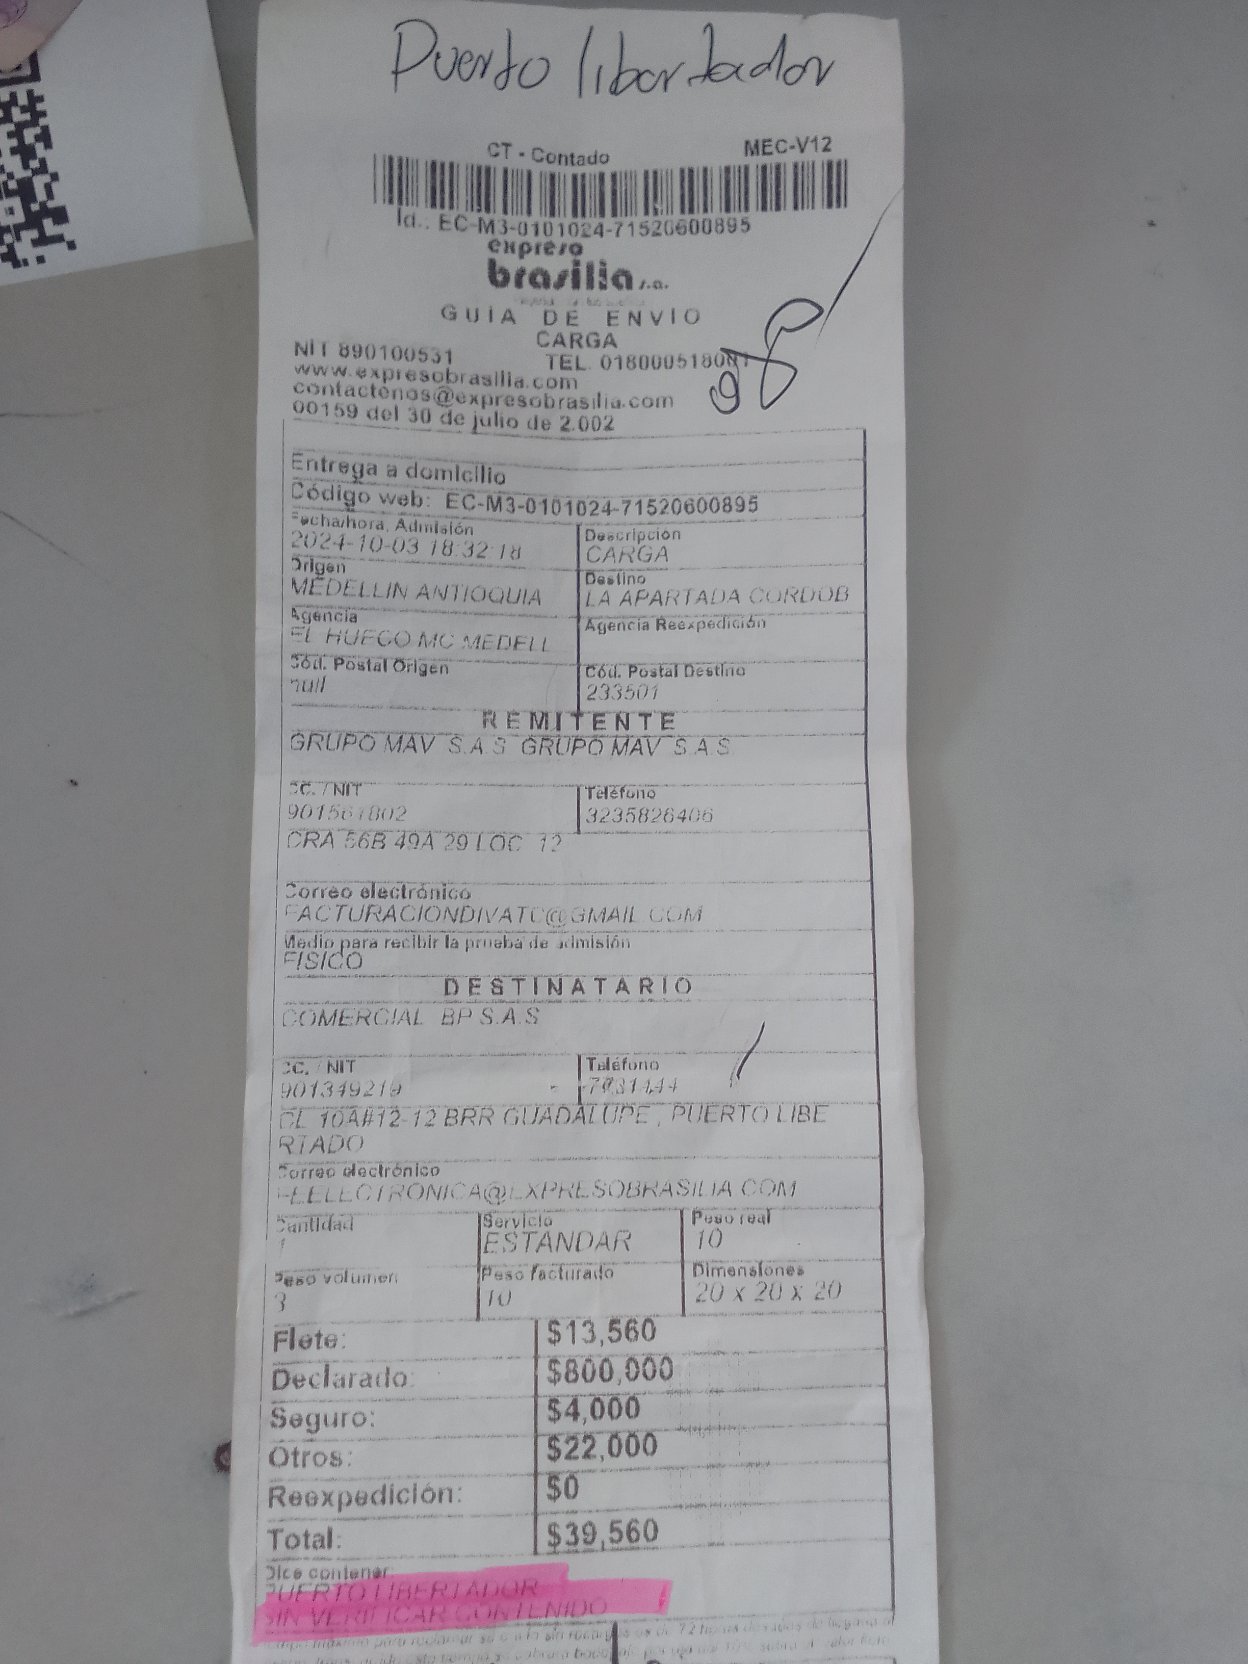 Puerto libertador
CT - Contado MEC-V12
Id.: EC-M3-0101024-71520600895
expreso
brasilia s.a.
GUIA DE ENVIO
CARGA
NIT 890100531 TEL. 018000518001
www.expresobrasilia.com
contactenos@expresobrasilia.com
00159 del 30 de julio de 2.002
Entrega a domicilio
Código web: EC-M3-0101024-71520600895
Fecha/hora, Admisión Descripción
2024-10-03 18:32:18 CARGA
Origen Destino
MEDELLIN ANTIOQUIA LA APARTADA CORDOB
Agencia Agencia Reexpedición
EL HUECO MC MEDELL
Cód. Postal Origen Cód. Postal Destino
null 233501
REMITENTE
GRUPO MAV S.A.S GRUPO MAV S.A.S
CC. / NIT Teléfono
901561802 3235826406
CRA 56B 49A 29 LOC 12
Correo electrónico
FACTURACIONDIVATC@GMAIL.COM
Medio para recibir la prueba de admisión
FISICO
DESTINATARIO
COMERCIAL BP S.A.S
CC. / NIT Teléfono
901349219 7731444
CL 10A#12-12 BRR GUADALUPE , PUERTO LIBE
RTADO
Correo electrónico
FELECTRONICA@EXPRESOBRASILIA.COM
Cantidad Servicio Peso real
1 ESTANDAR 10
Peso volumen Peso facturado Dimensiones
3 10 20 x 20 x 20
Flete: $13,560
Declarado: $800,000
Seguro: $4,000
Otros: $22,000
Reexpedición: $0
Total: $39,560
Dice contener:
PUERTO LIBERTADOR
SIN VERIFICAR CONTENIDO